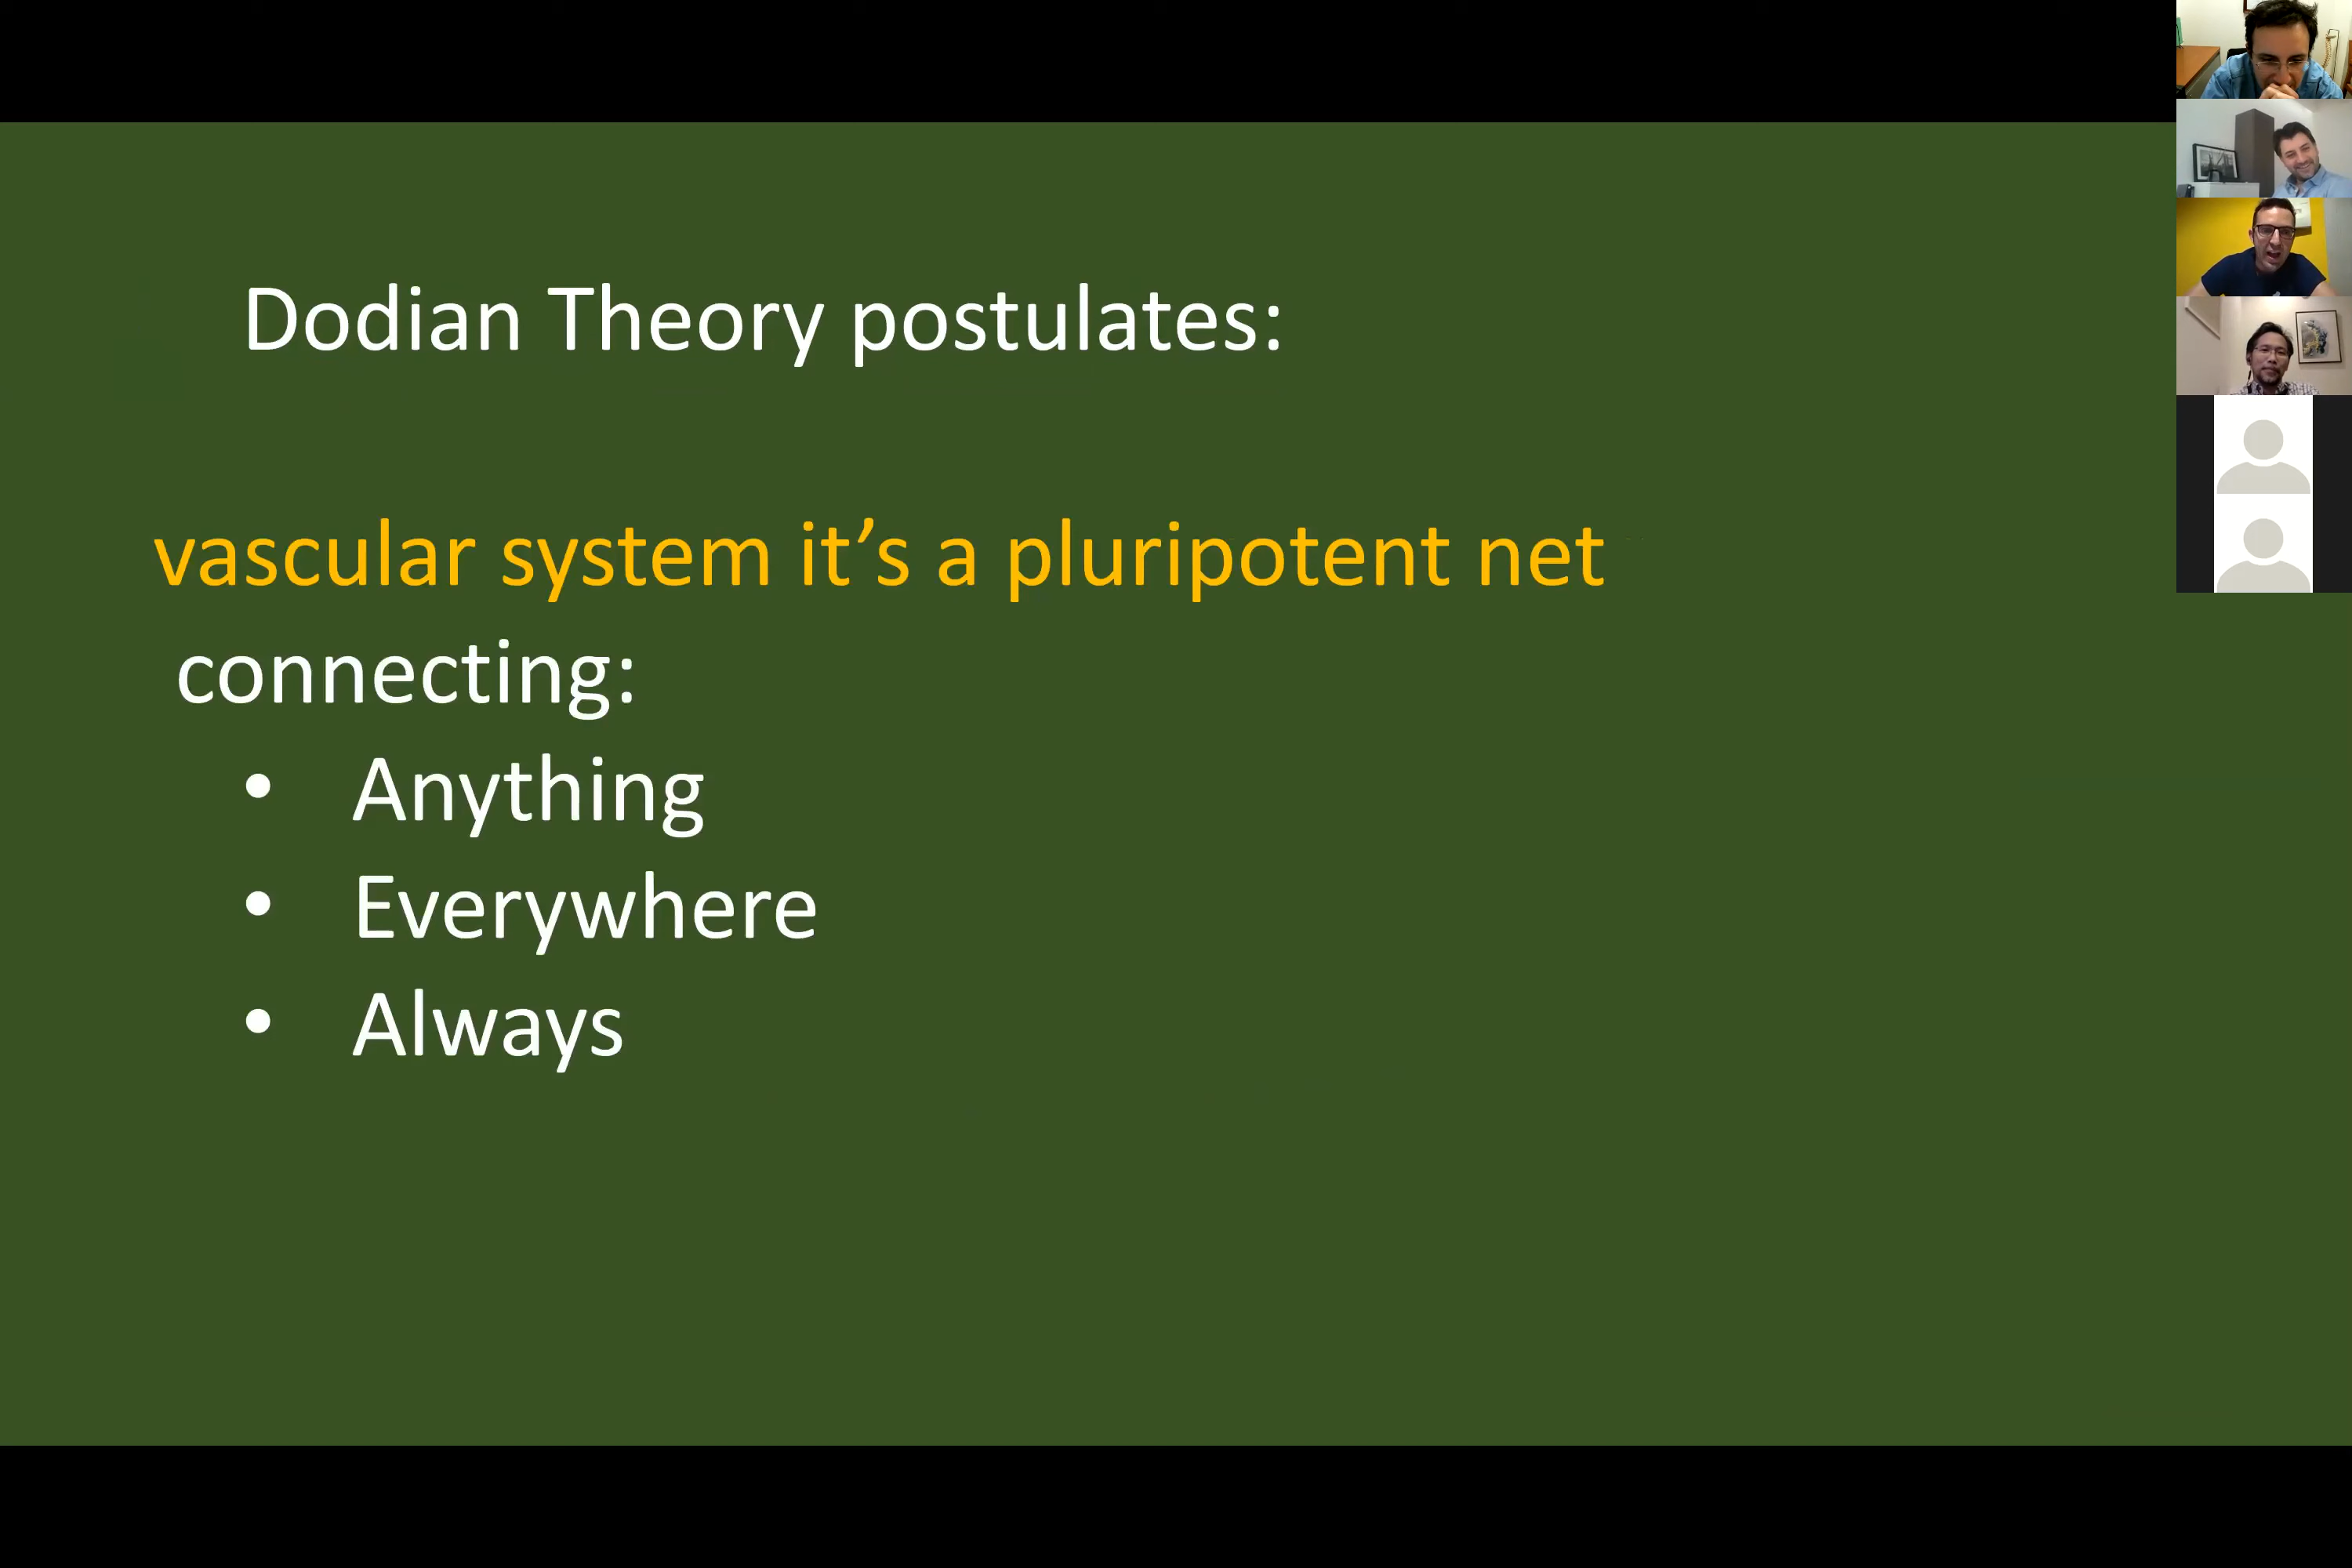 Dodian Theory postulates:
vascular system it’s a pluripotent net
connecting:
• Anything
• Everywhere
• Always